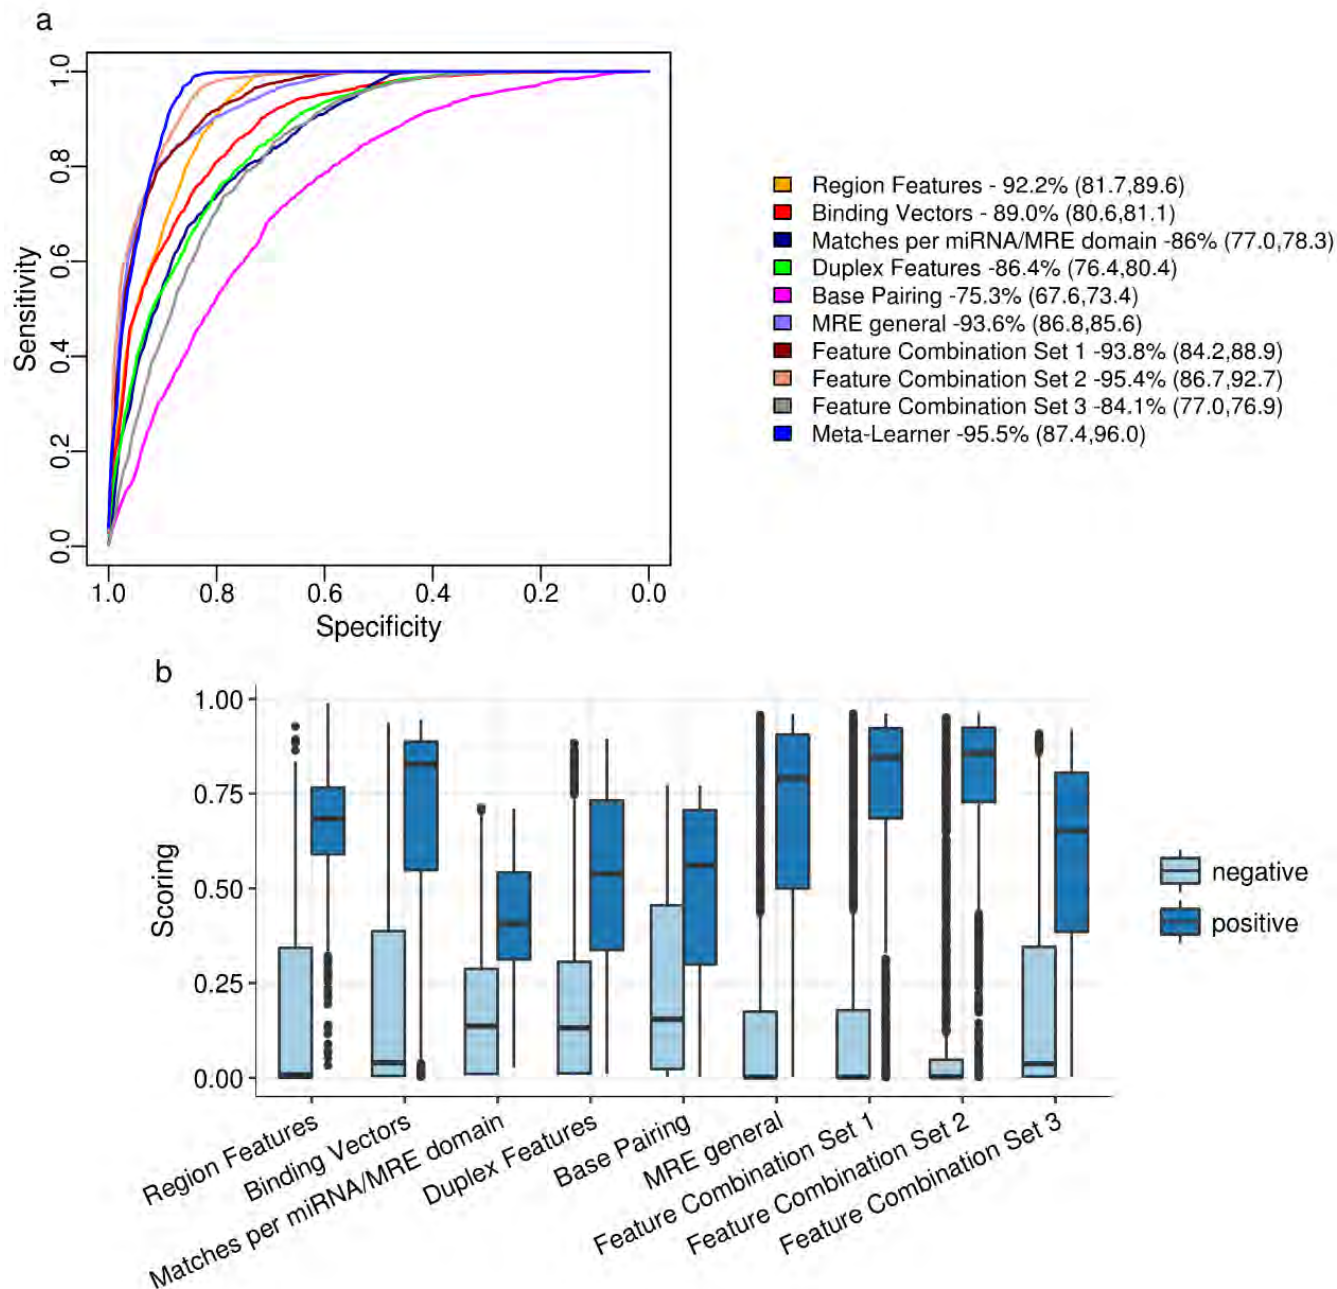 a
1.0
0.8
0.6
0.4
0.2
0.0
Sensitivity
1.0 0.8 0.6 0.4 0.2 0.0
Specificity
Region Features - 92.2% (81.7,89.6)
Binding Vectors - 89.0% (80.6,81.1)
Matches per miRNA/MRE domain -86% (77.0,78.3)
Duplex Features -86.4% (76.4,80.4)
Base Pairing -75.3% (67.6,73.4)
MRE general -93.6% (86.8,85.6)
Feature Combination Set 1 -93.8% (84.2,88.9)
Feature Combination Set 2 -95.4% (86.7,92.7)
Feature Combination Set 3 -84.1% (77.0,76.9)
Meta-Learner -95.5% (87.4,96.0)
b
1.00
0.75
0.50
0.25
0.00
Scoring
Region Features
Binding Vectors
Matches per miRNA/MRE domain
Duplex Features
Base Pairing
MRE general
Feature Combination Set 1
Feature Combination Set 2
Feature Combination Set 3
negative
positive